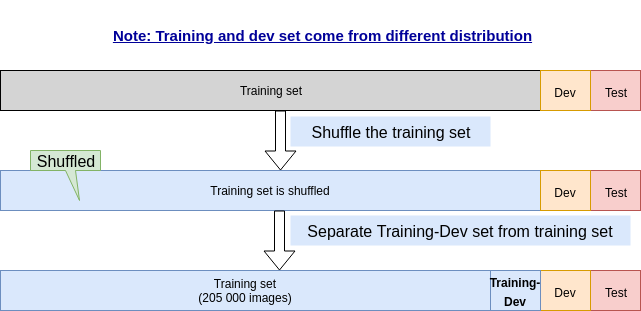 Note: Training and dev set come from different distribution
Training set
Dev
Test
Shuffle the training set
Shuffled
Training set is shuffled
Dev
Test
Separate Training-Dev set from training set
Training set
(205 000 images)
Training-
Dev
Dev
Test